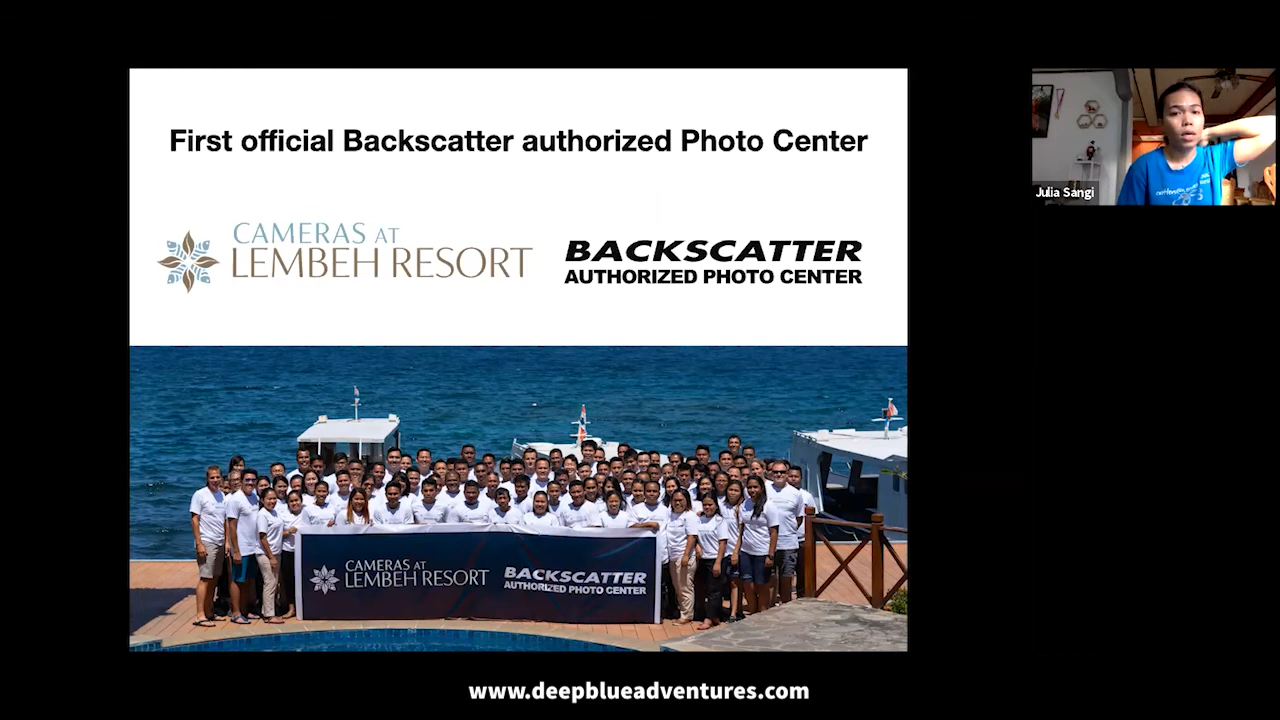 First official Backscatter authorized Photo Center
CAMERAS AT
LEMBEH RESORT
BACKSCATTER
AUTHORIZED PHOTO CENTER
Julia Sangi
CAMERAS AT
LEMBEH RESORT
BACKSCATTER
AUTHORIZED PHOTO CENTER
www.deepblueadventures.com